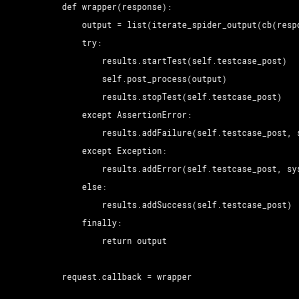 def wrapper(response):
output = list(iterate_spider_output(cb(respo
try:
results.startTest(self.testcase_post)
self.post_process(output)
results.stopTest(self.testcase_post)
except AssertionError:
results.addFailure(self.testcase_post, s
except Exception:
results.addError(self.testcase_post, sys
else:
results.addSuccess(self.testcase_post)
finally:
return output
request.callback = wrapper